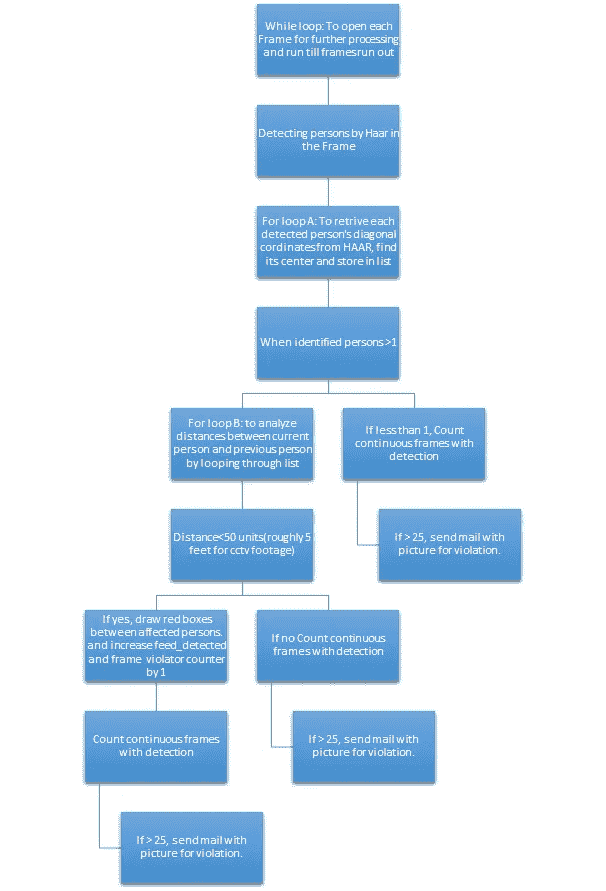 While loop: To open each
Frame for further processing
and run till framesrun out
Detecting persons by Haar in
the Frame
For loop A: To retrive each
detected person's diagonal
cordinates from HAAR, find
its center and store in list
When identified persons >1
For loop B: to analyze
distances between current
person and previous person
by looping through list
If less than 1, Count
continuous frames with
detection
Distance<50 units(roughly 5
feet for cctv footage)
If > 25, send mail with
picture for violation.
If yes, draw red boxes
between affected persons.
and increase feed_detected
and frame violator counter
by 1
If no Count continuous
frames with detection
Count continuous frames
with detection
If > 25, send mail with
picture for violation.
If > 25, send mail with
picture for violation.